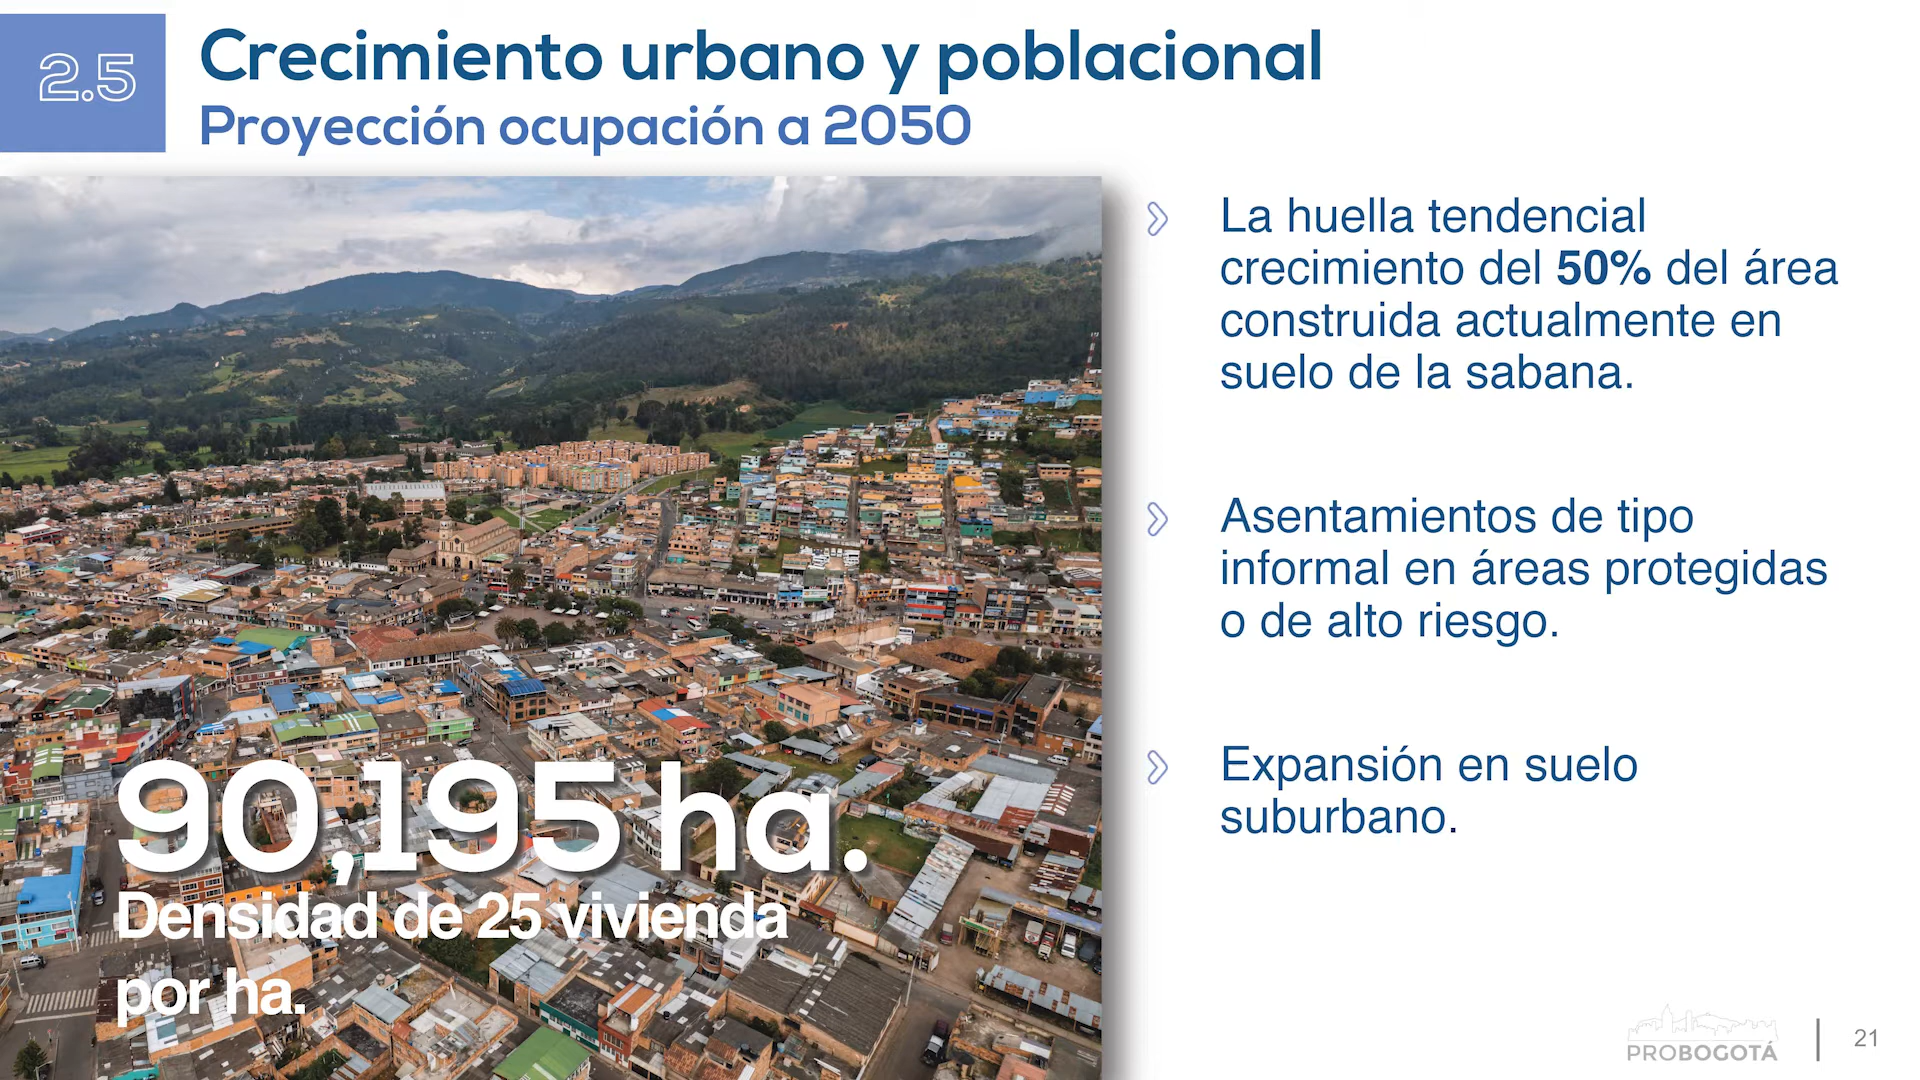 2.5
Crecimiento urbano y poblacional
Proyección ocupación a 2050
La huella tendencial
crecimiento del 50% del área
construida actualmente en
suelo de la sabana.
Asentamientos de tipo
informal en áreas protegidas
o de alto riesgo.
Expansión en suelo
suburbano.
90,195 ha.
Densidad de 25 vivienda
por ha.
PROBOGOTÁ
21